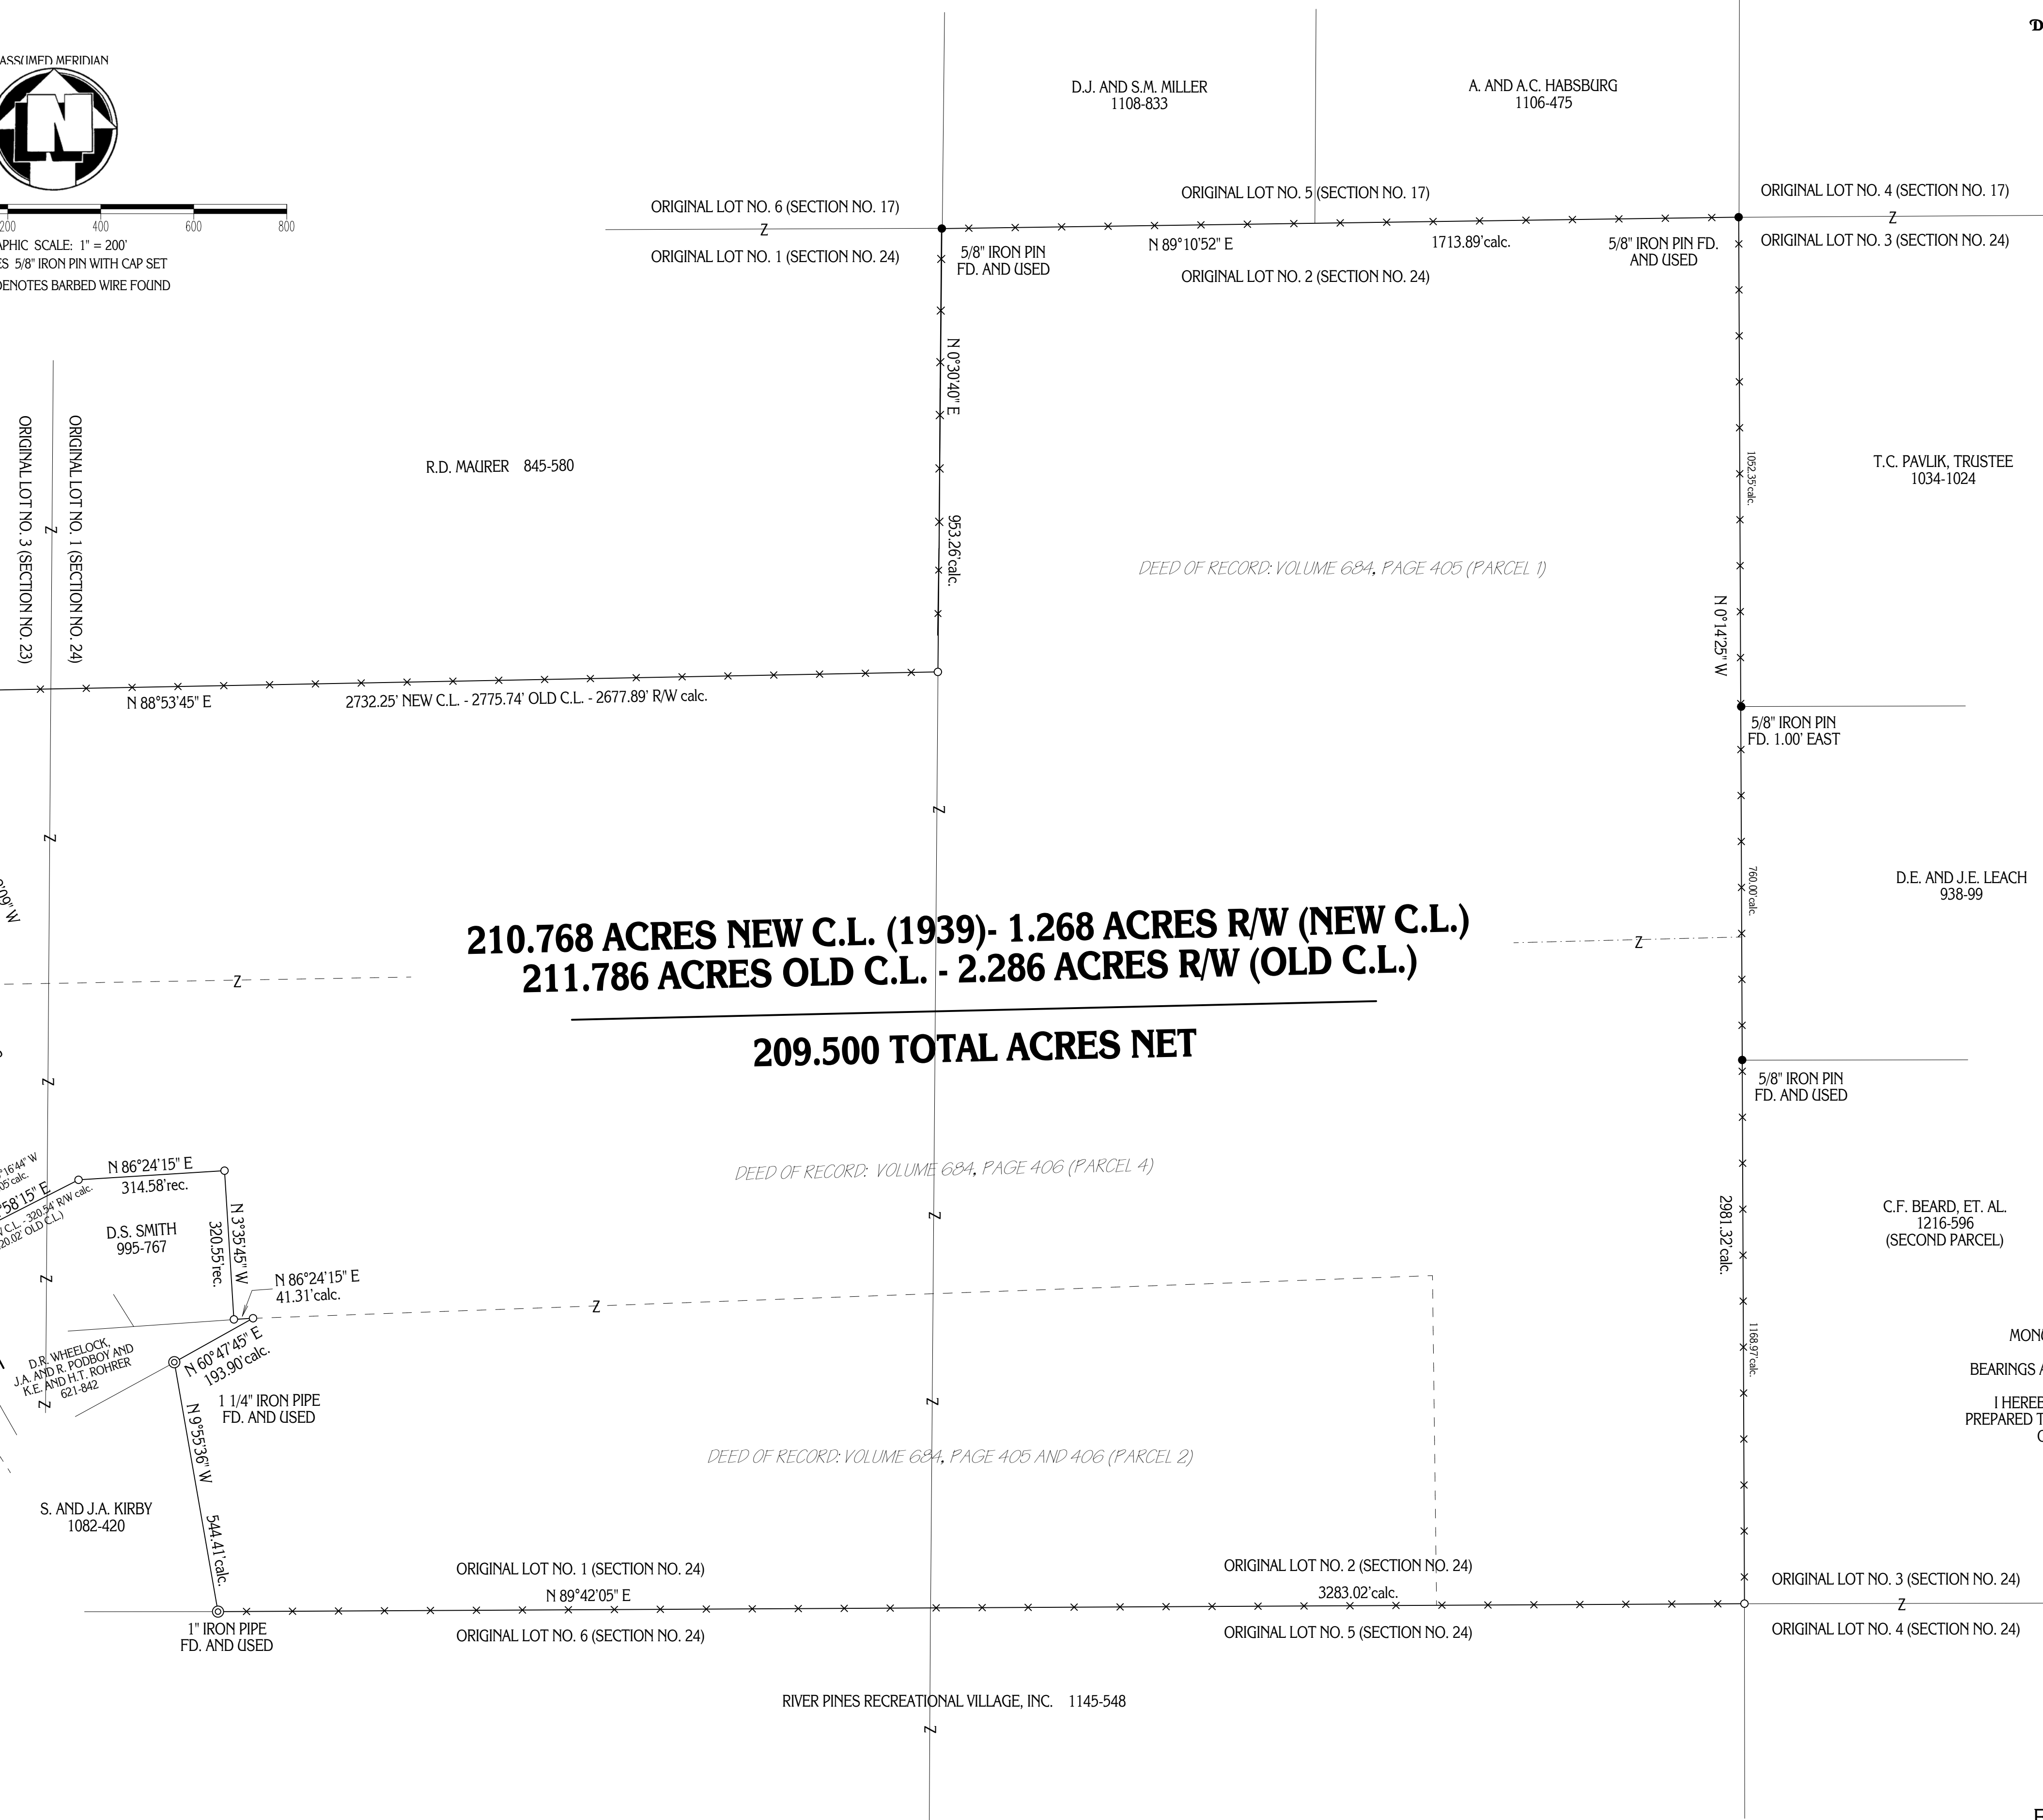 ASSUMED MERIDIAN
N
200 400 600 800
APHIC SCALE: 1" = 200'
ES 5/8" IRON PIN WITH CAP SET
DENOTES BARBED WIRE FOUND
D.J. AND S.M. MILLER
1108-833
A. AND A.C. HABSBURG
1106-475
ORIGINAL LOT NO. 6 (SECTION NO. 17)
Z
ORIGINAL LOT NO. 1 (SECTION NO. 24)
ORIGINAL LOT NO. 5 (SECTION NO. 17)
N 89°10'52" E
1713.89'calc.
ORIGINAL LOT NO. 2 (SECTION NO. 24)
ORIGINAL LOT NO. 4 (SECTION NO. 17)
Z
ORIGINAL LOT NO. 3 (SECTION NO. 24)
5/8" IRON PIN
FD. AND USED
5/8" IRON PIN FD.
AND USED
N 0°30'40" E
953.26'calc.
ORIGINAL LOT NO. 3 (SECTION NO. 23)
Z
ORIGINAL LOT NO. 1 (SECTION NO. 24)
R.D. MAURER 845-580
1052.35'calc.
T.C. PAVLIK, TRUSTEE
1034-1024
DEED OF RECORD: VOLUME 684, PAGE 405 (PARCEL 1)
N 0°14'25" W
N 88°53'45" E
2732.25' NEW C.L. - 2775.74' OLD C.L. - 2677.89' R/W calc.
5/8" IRON PIN
FD. 1.00' EAST
Z
Z
'09" W
760.00'calc.
D.E. AND J.E. LEACH
938-99
210.768 ACRES NEW C.L. (1939)- 1.268 ACRES R/W (NEW C.L.)
211.786 ACRES OLD C.L. - 2.286 ACRES R/W (OLD C.L.)
209.500 TOTAL ACRES NET
Z
Z
Z
5/8" IRON PIN
FD. AND USED
DEED OF RECORD: VOLUME 684, PAGE 406 (PARCEL 4)
°16'44" W
05'calc.
°58'15" E
C.L. - 320.54' R/W calc.
20.02' OLD C.L.)
N 86°24'15" E
314.58'rec.
D.S. SMITH
995-767
N 3°35'45" W
320.55'rec.
N 86°24'15" E
41.31'calc.
Z
Z
Z
2981.32'calc.
C.F. BEARD, ET. AL.
1216-596
(SECOND PARCEL)
1168.97'calc.
D.R. WHEELOCK,
J.A. AND R. PODBOY AND
K.E. AND H.T. ROHRER
621-842
N 60°47'45" E
193.90'calc.
1 1/4" IRON PIPE
FD. AND USED
Z
Z
MON
BEARINGS A
I HEREB
PREPARED T
N 9°55'36" W
544.41'calc.
DEED OF RECORD: VOLUME 684, PAGE 405 AND 406 (PARCEL 2)
S. AND J.A. KIRBY
1082-420
ORIGINAL LOT NO. 1 (SECTION NO. 24)
N 89°42'05" E
ORIGINAL LOT NO. 6 (SECTION NO. 24)
ORIGINAL LOT NO. 2 (SECTION NO. 24)
3283.02'calc.
ORIGINAL LOT NO. 5 (SECTION NO. 24)
ORIGINAL LOT NO. 3 (SECTION NO. 24)
Z
ORIGINAL LOT NO. 4 (SECTION NO. 24)
1" IRON PIPE
FD. AND USED
RIVER PINES RECREATIONAL VILLAGE, INC. 1145-548
Z